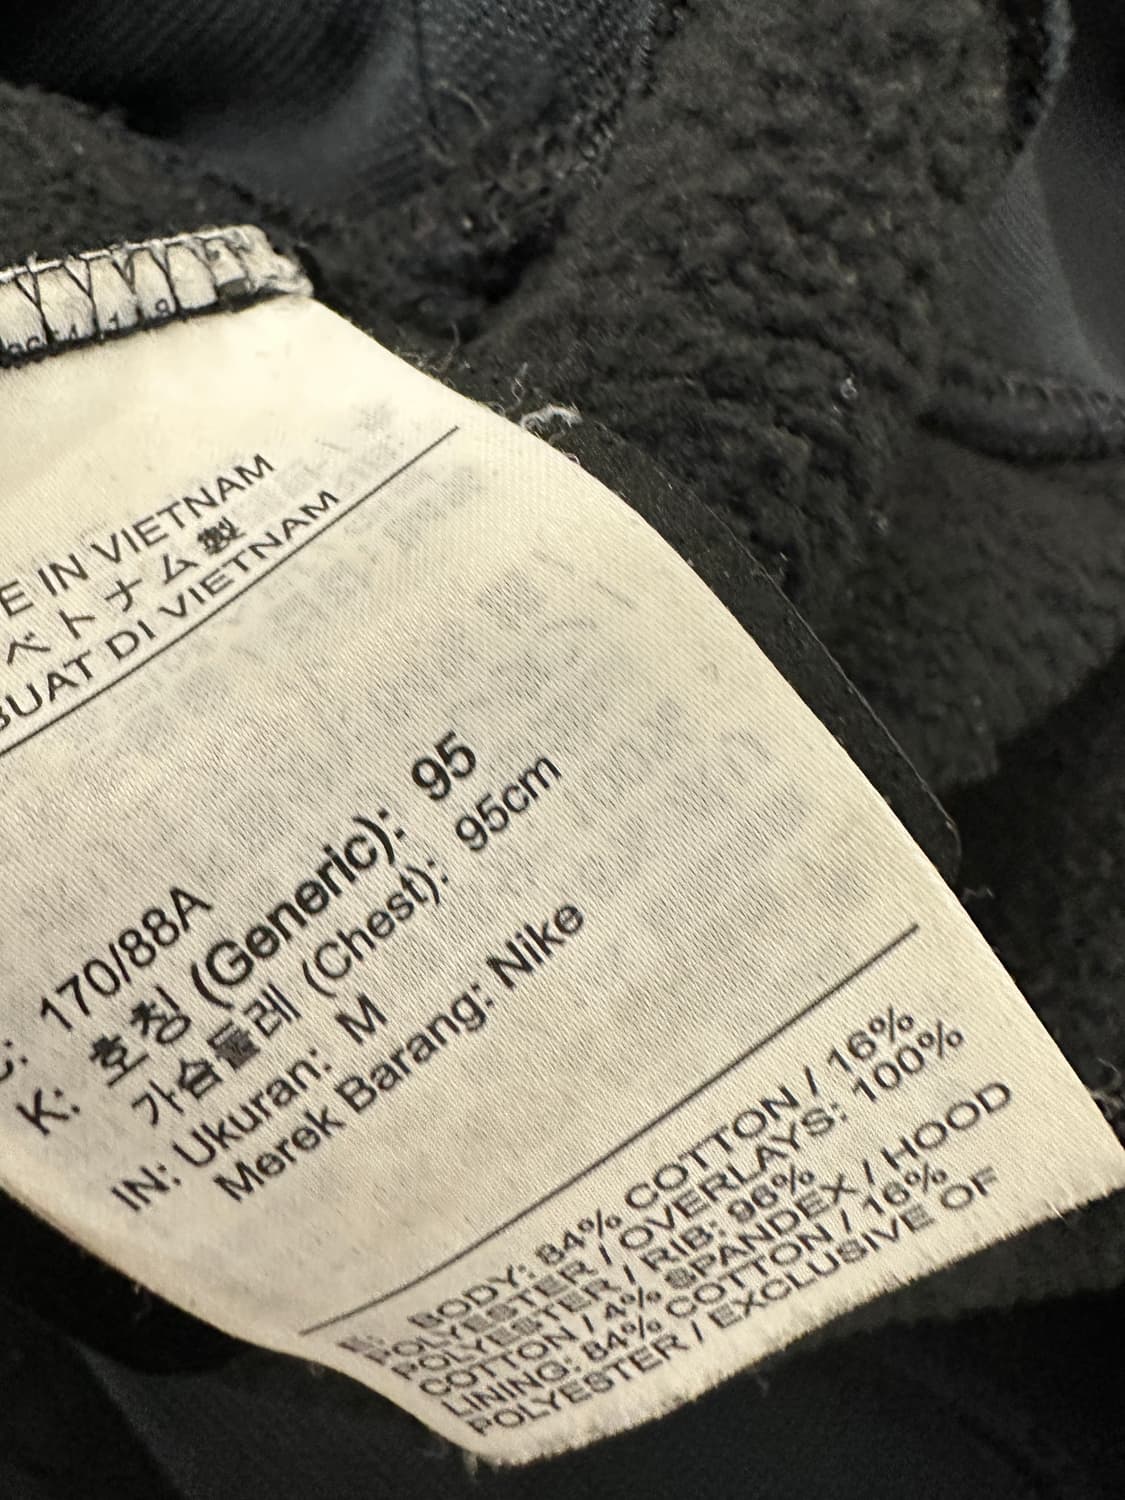 E IN VIETNAM
ベトナム製
BUAT DI VIETNAM
C: 170/88A
K: 호칭 (Generic): 95
가슴둘레 (Chest): 95cm
IN: Ukuran: M
Merek Barang: Nike
BODY: 84% COTTON / 16%
POLYESTER / OVERLAYS: 100%
POLYESTER / RIB: 96%
COTTON / 4% SPANDEX / HOOD
LINING: 84% COTTON / 16%
POLYESTER / EXCLUSIVE OF